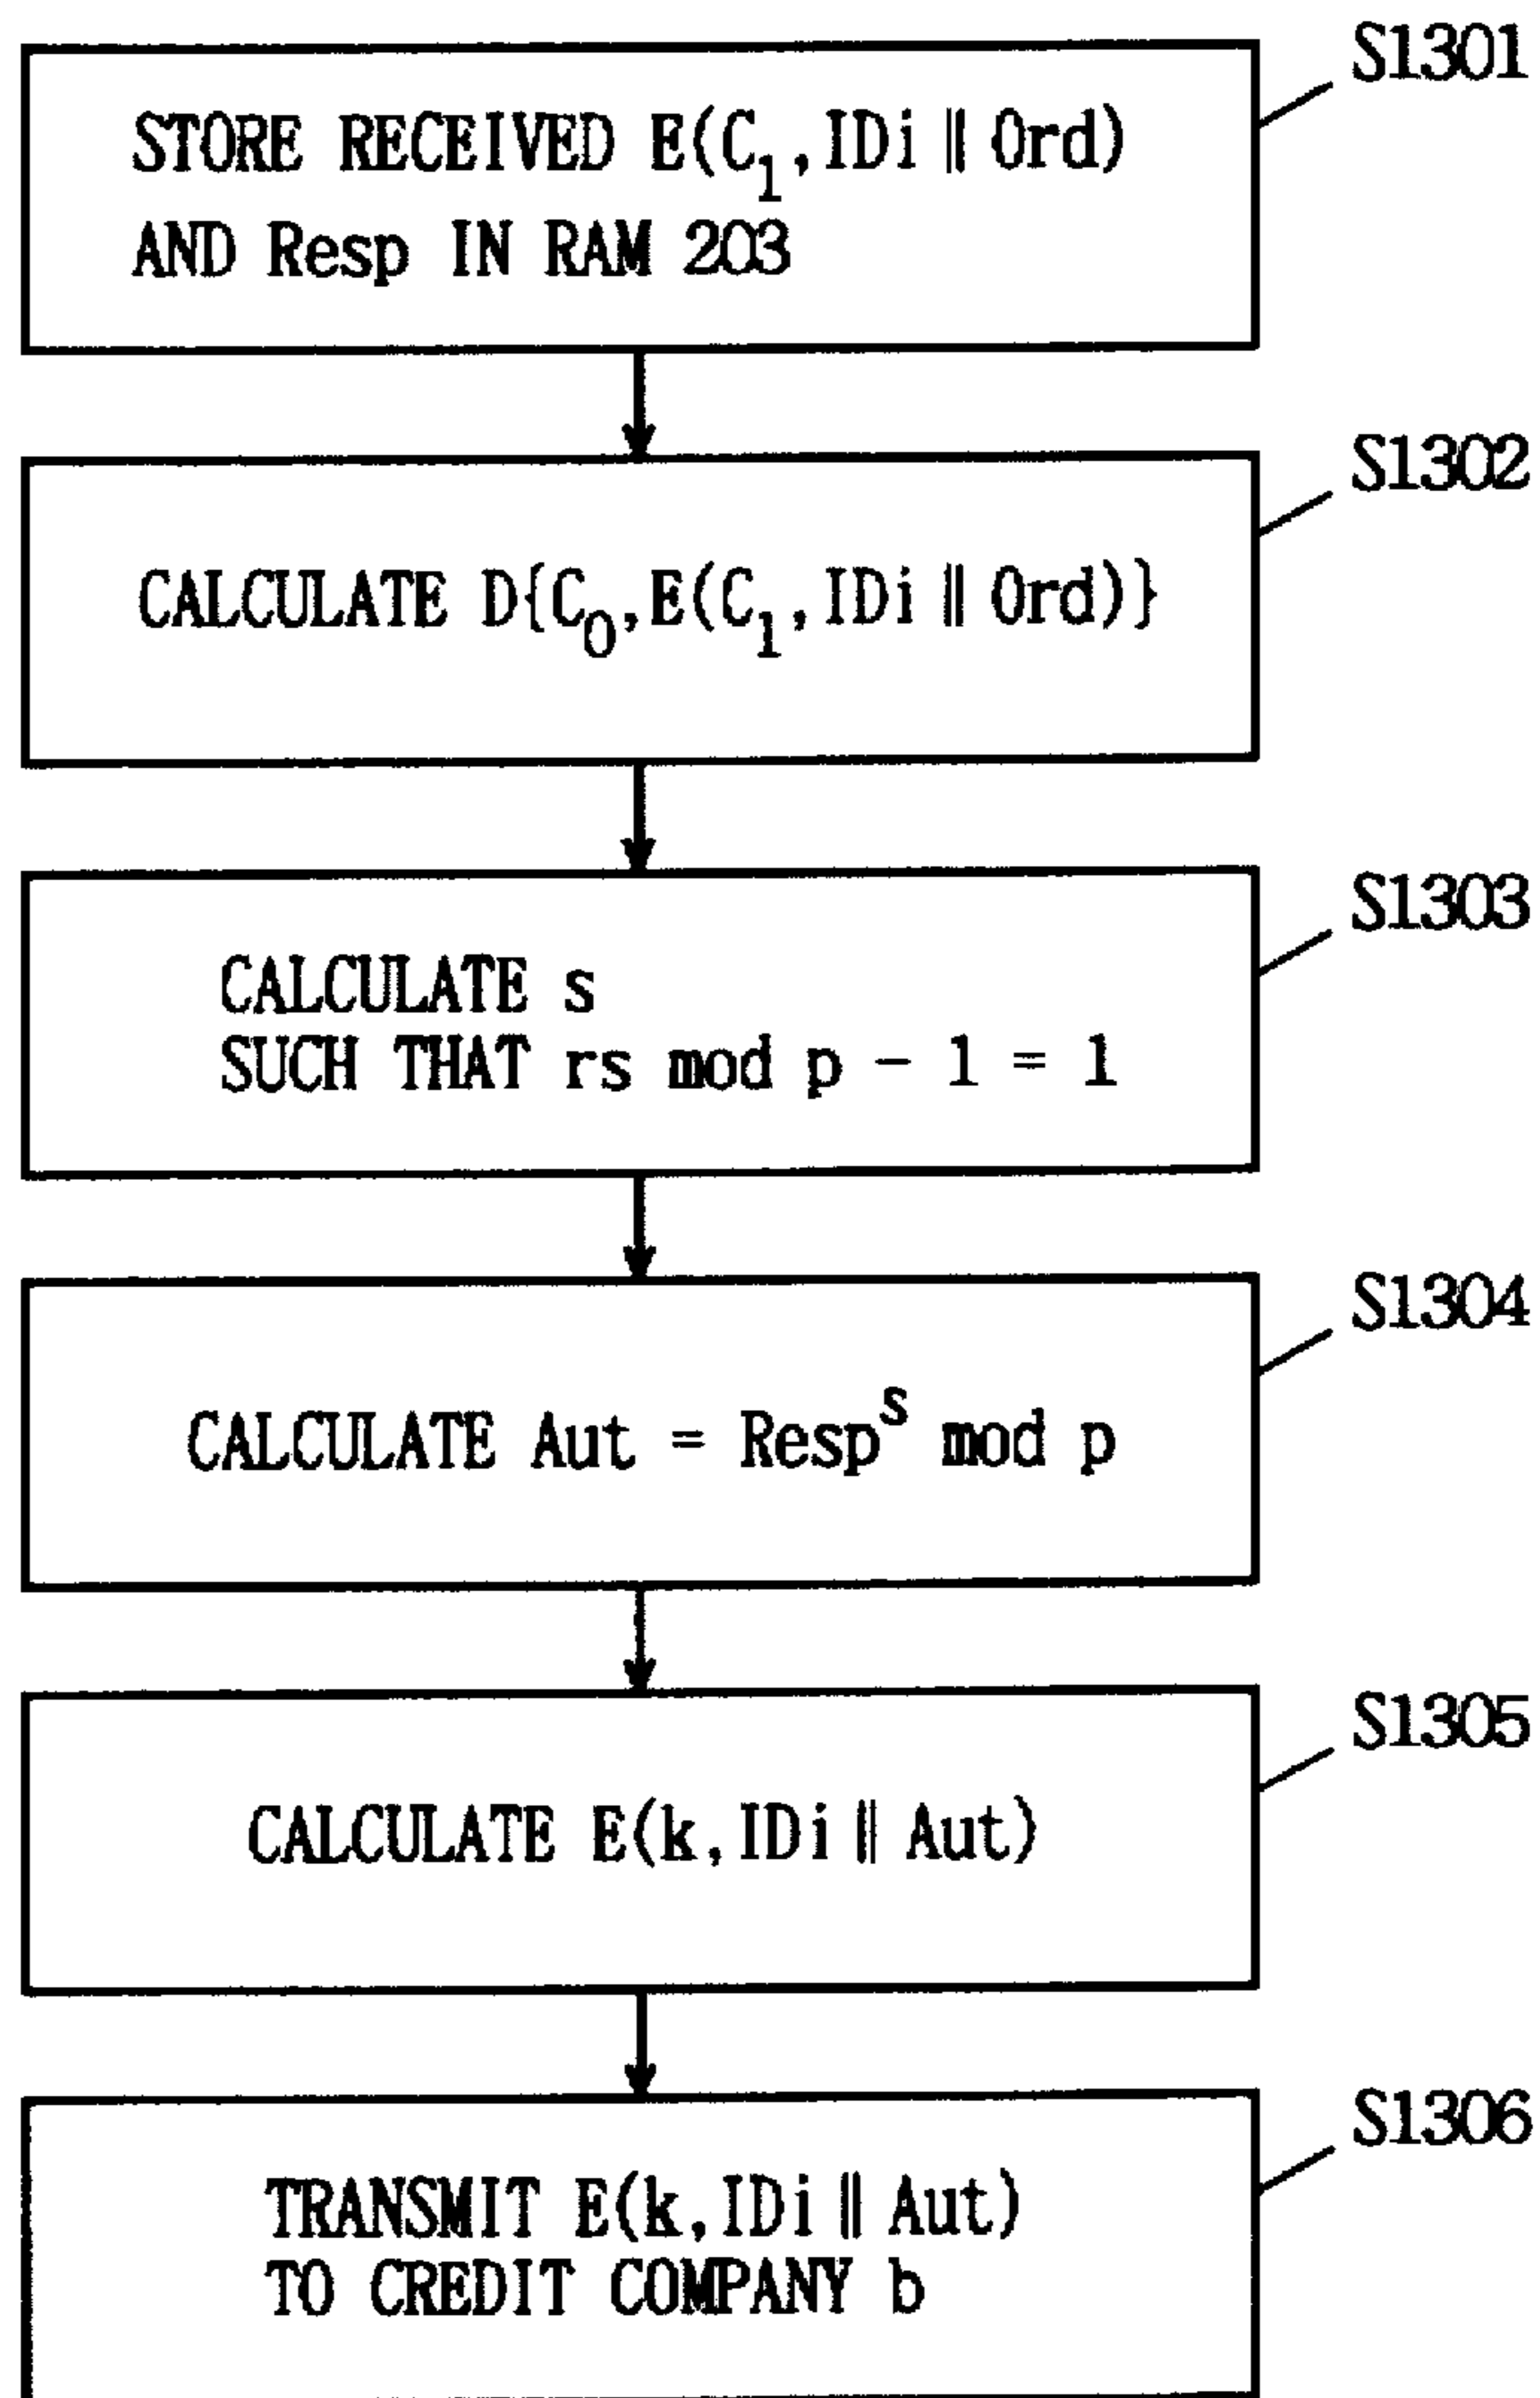 S1301
STORE RECEIVED E(C₁, IDi ‖ Ord)
AND Resp IN RAM 203
S1302
CALCULATE D{C₀, E(C₁, IDi ‖ Ord)}
S1303
CALCULATE s
SUCH THAT rs mod p − 1 = 1
S1304
CALCULATE Aut = Respˢ mod p
S1305
CALCULATE E(k, IDi ‖ Aut)
S1306
TRANSMIT E(k, IDi ‖ Aut)
TO CREDIT COMPANY b